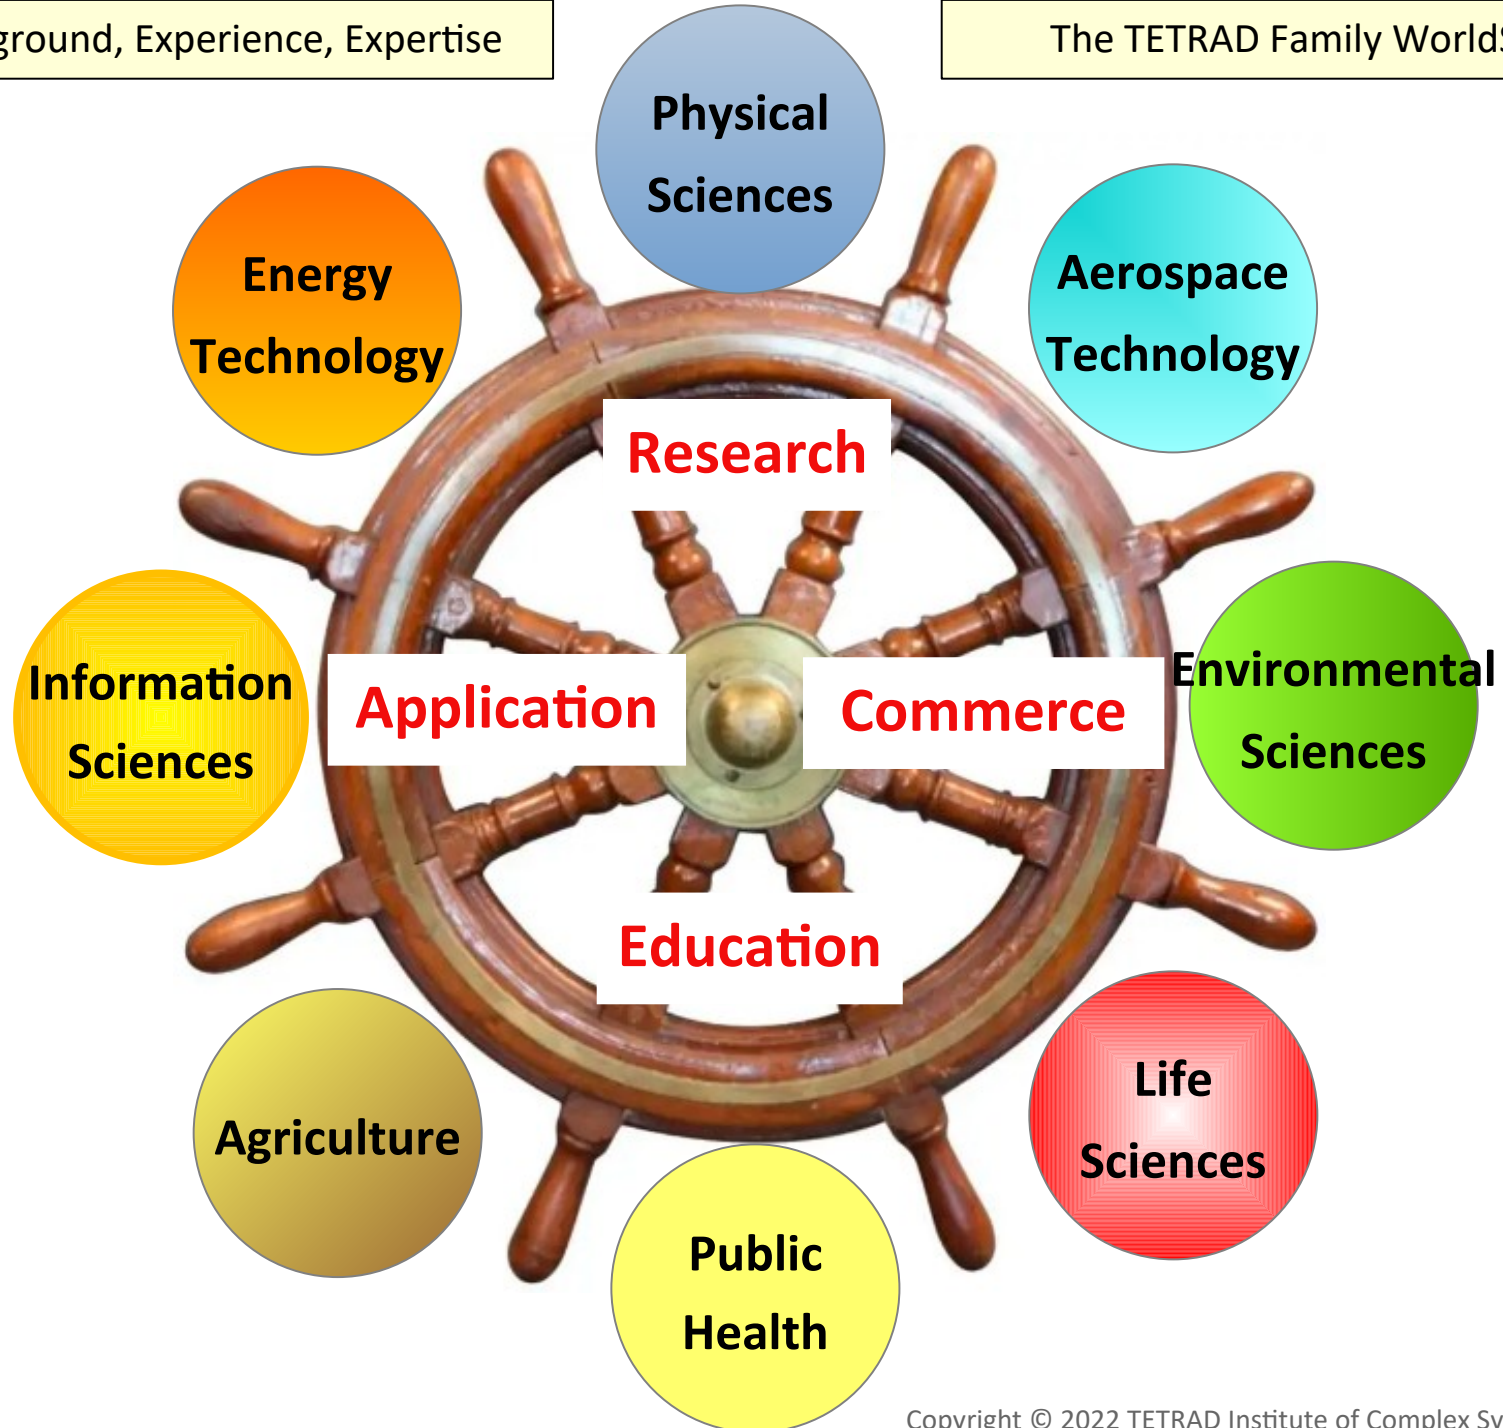 ground, Experience, Expertise
The TETRAD Family Worlds
Physical
Sciences
Energy
Technology
Aerospace
Technology
Research
Information
Sciences
Application
Commerce
Environmental
Sciences
Education
Agriculture
Life
Sciences
Public
Health
Copyright © 2022 TETRAD Institute of Complex Sy